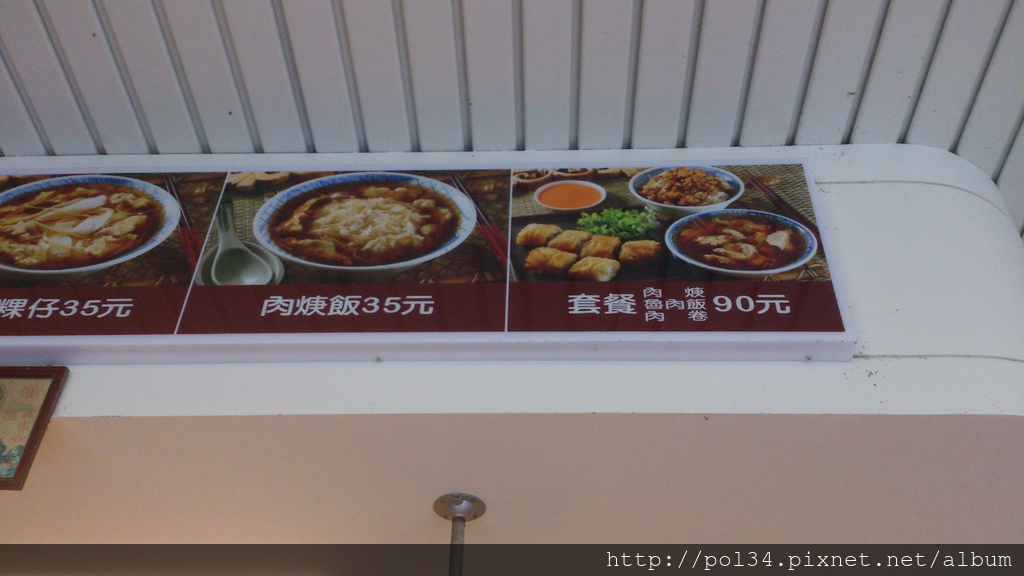 粿仔35元
肉焿飯35元
套餐 肉焿 魯肉飯 肉卷 90元
http://pol34.pixnet.net/album